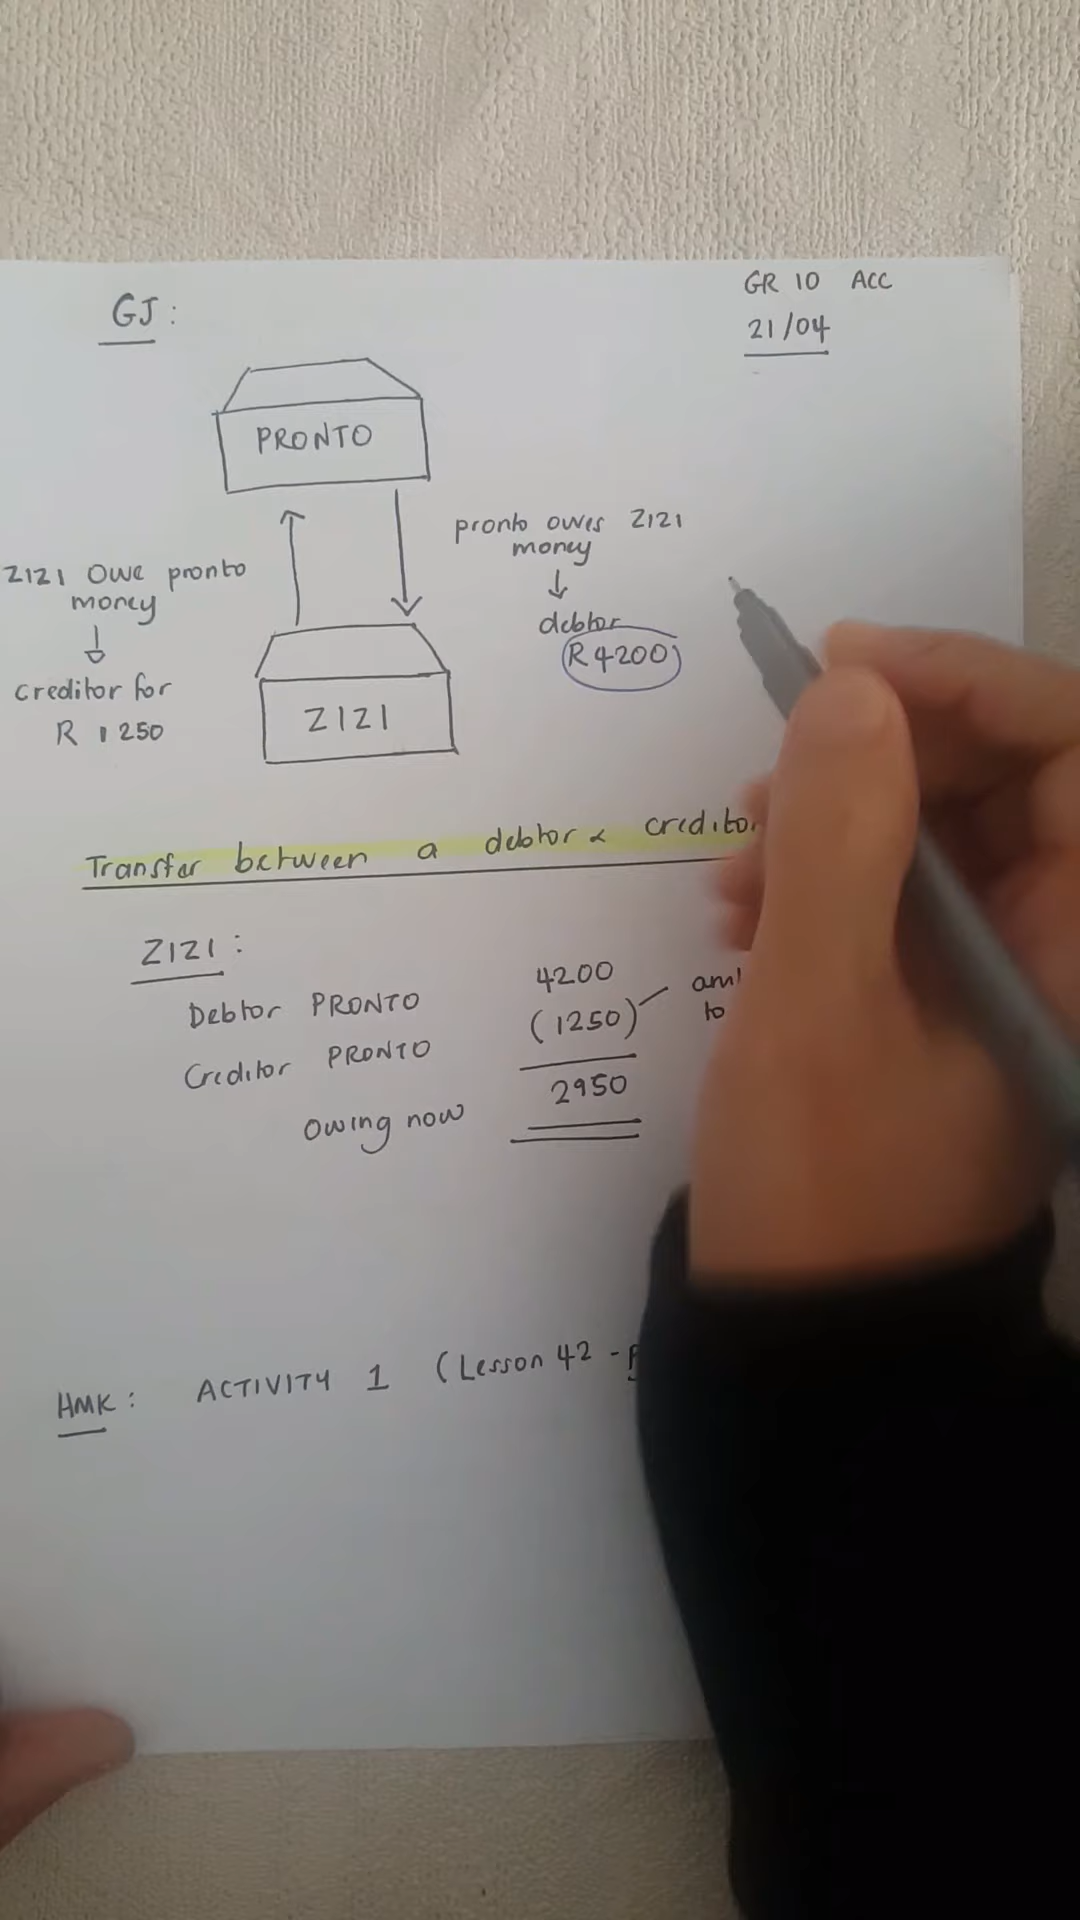 GR 10 ACC
21/04
GJ:
PRONTO
pronto owes ZIZI
money
debtor
R4200
ZIZI owe pronto
money
creditor for
R 1250
ZIZI
Transfer between a debtor & creditor
ZIZI:
Debtor PRONTO 4200
Creditor PRONTO (1250)
to
owing now 2950
HMK: ACTIVITY 1 (Lesson 42 -